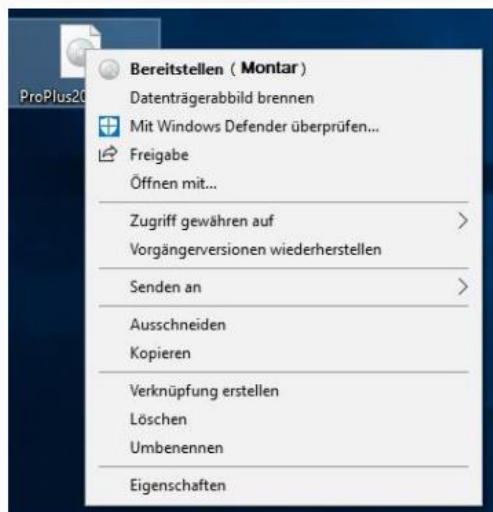 ProPlus20
Bereitstellen ( Montar )
Datenträgerabbild brennen
Mit Windows Defender überprüfen...
Freigabe
Öffnen mit...
Zugriff gewähren auf
Vorgängerversionen wiederherstellen
Senden an
Ausschneiden
Kopieren
Verknüpfung erstellen
Löschen
Umbenennen
Eigenschaften